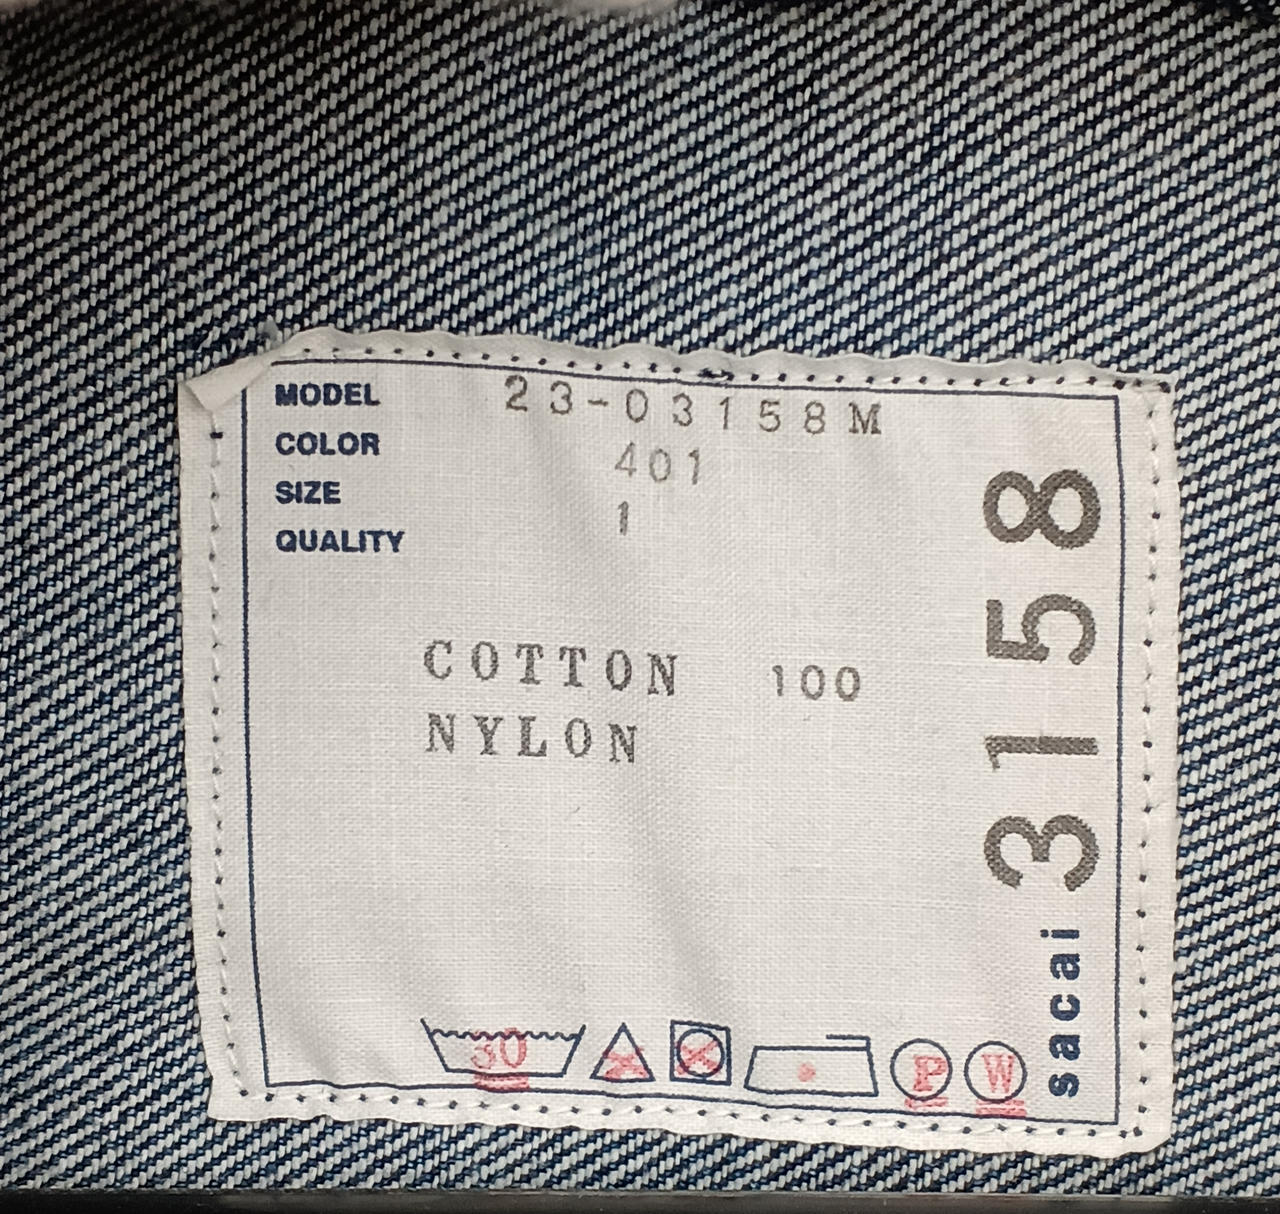 MODEL 23-03158M
COLOR 401
SIZE 1
QUALITY
COTTON 100
NYLON
30
P
W
sacai 3158